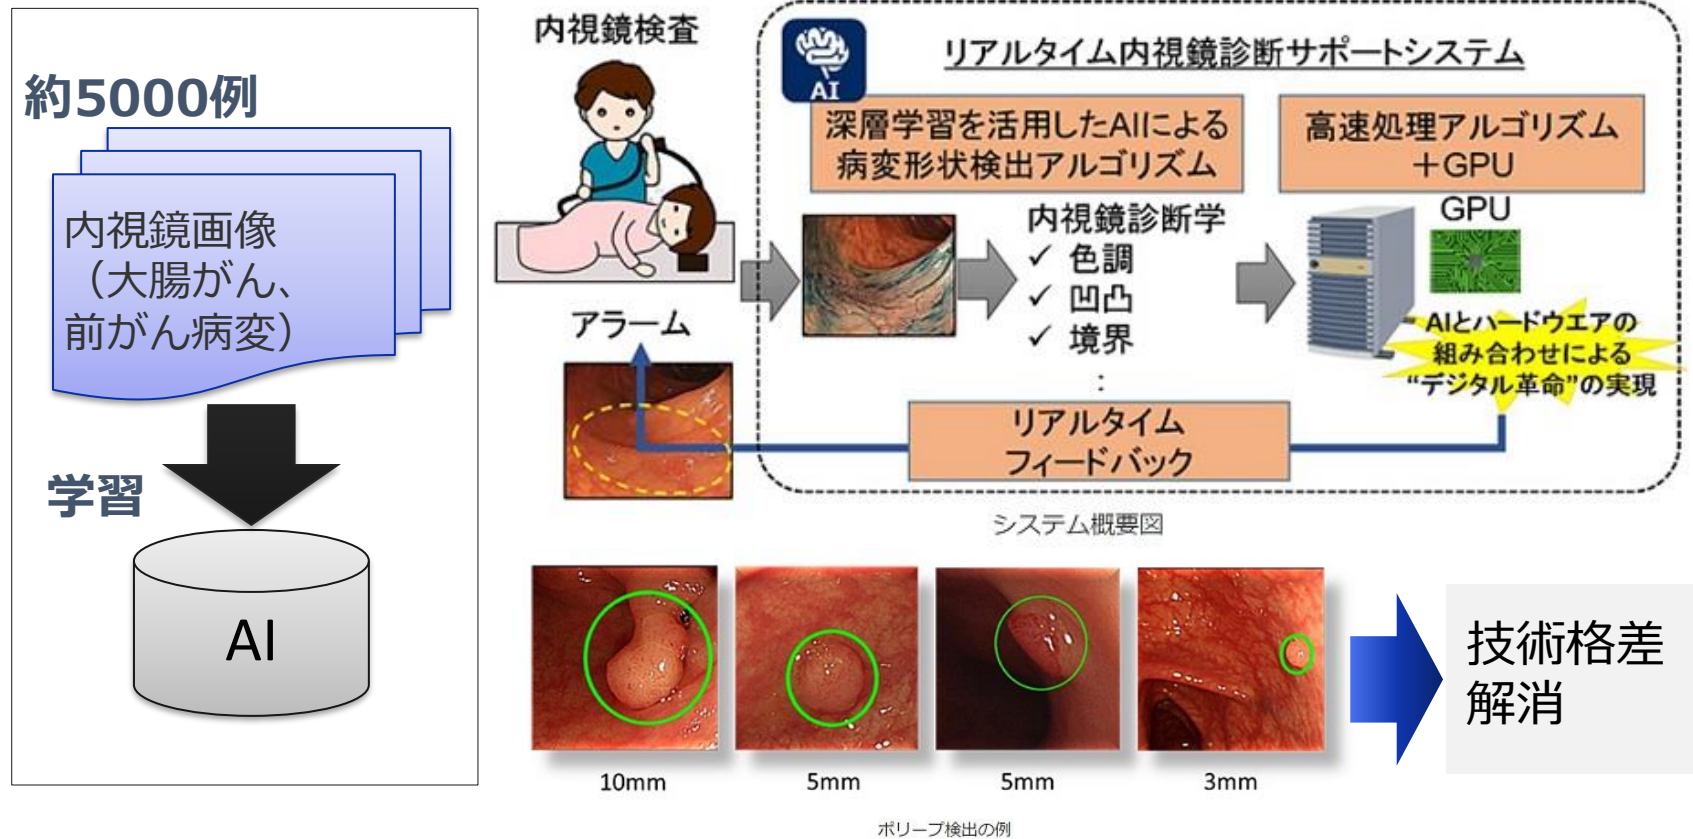 約5000例
内視鏡画像
（大腸がん、
前がん病変）
学習
AI
内視鏡検査
アラーム
AI
リアルタイム内視鏡診断サポートシステム
深層学習を活用したAIによる
病変形状検出アルゴリズム
高速処理アルゴリズム
＋GPU
内視鏡診断学
✓ 色調
✓ 凹凸
✓ 境界
：
GPU
AIとハードウエアの
組み合わせによる
“デジタル革命”の実現
リアルタイム
フィードバック
システム概要図
10mm
5mm
5mm
3mm
ポリープ検出の例
技術格差
解消